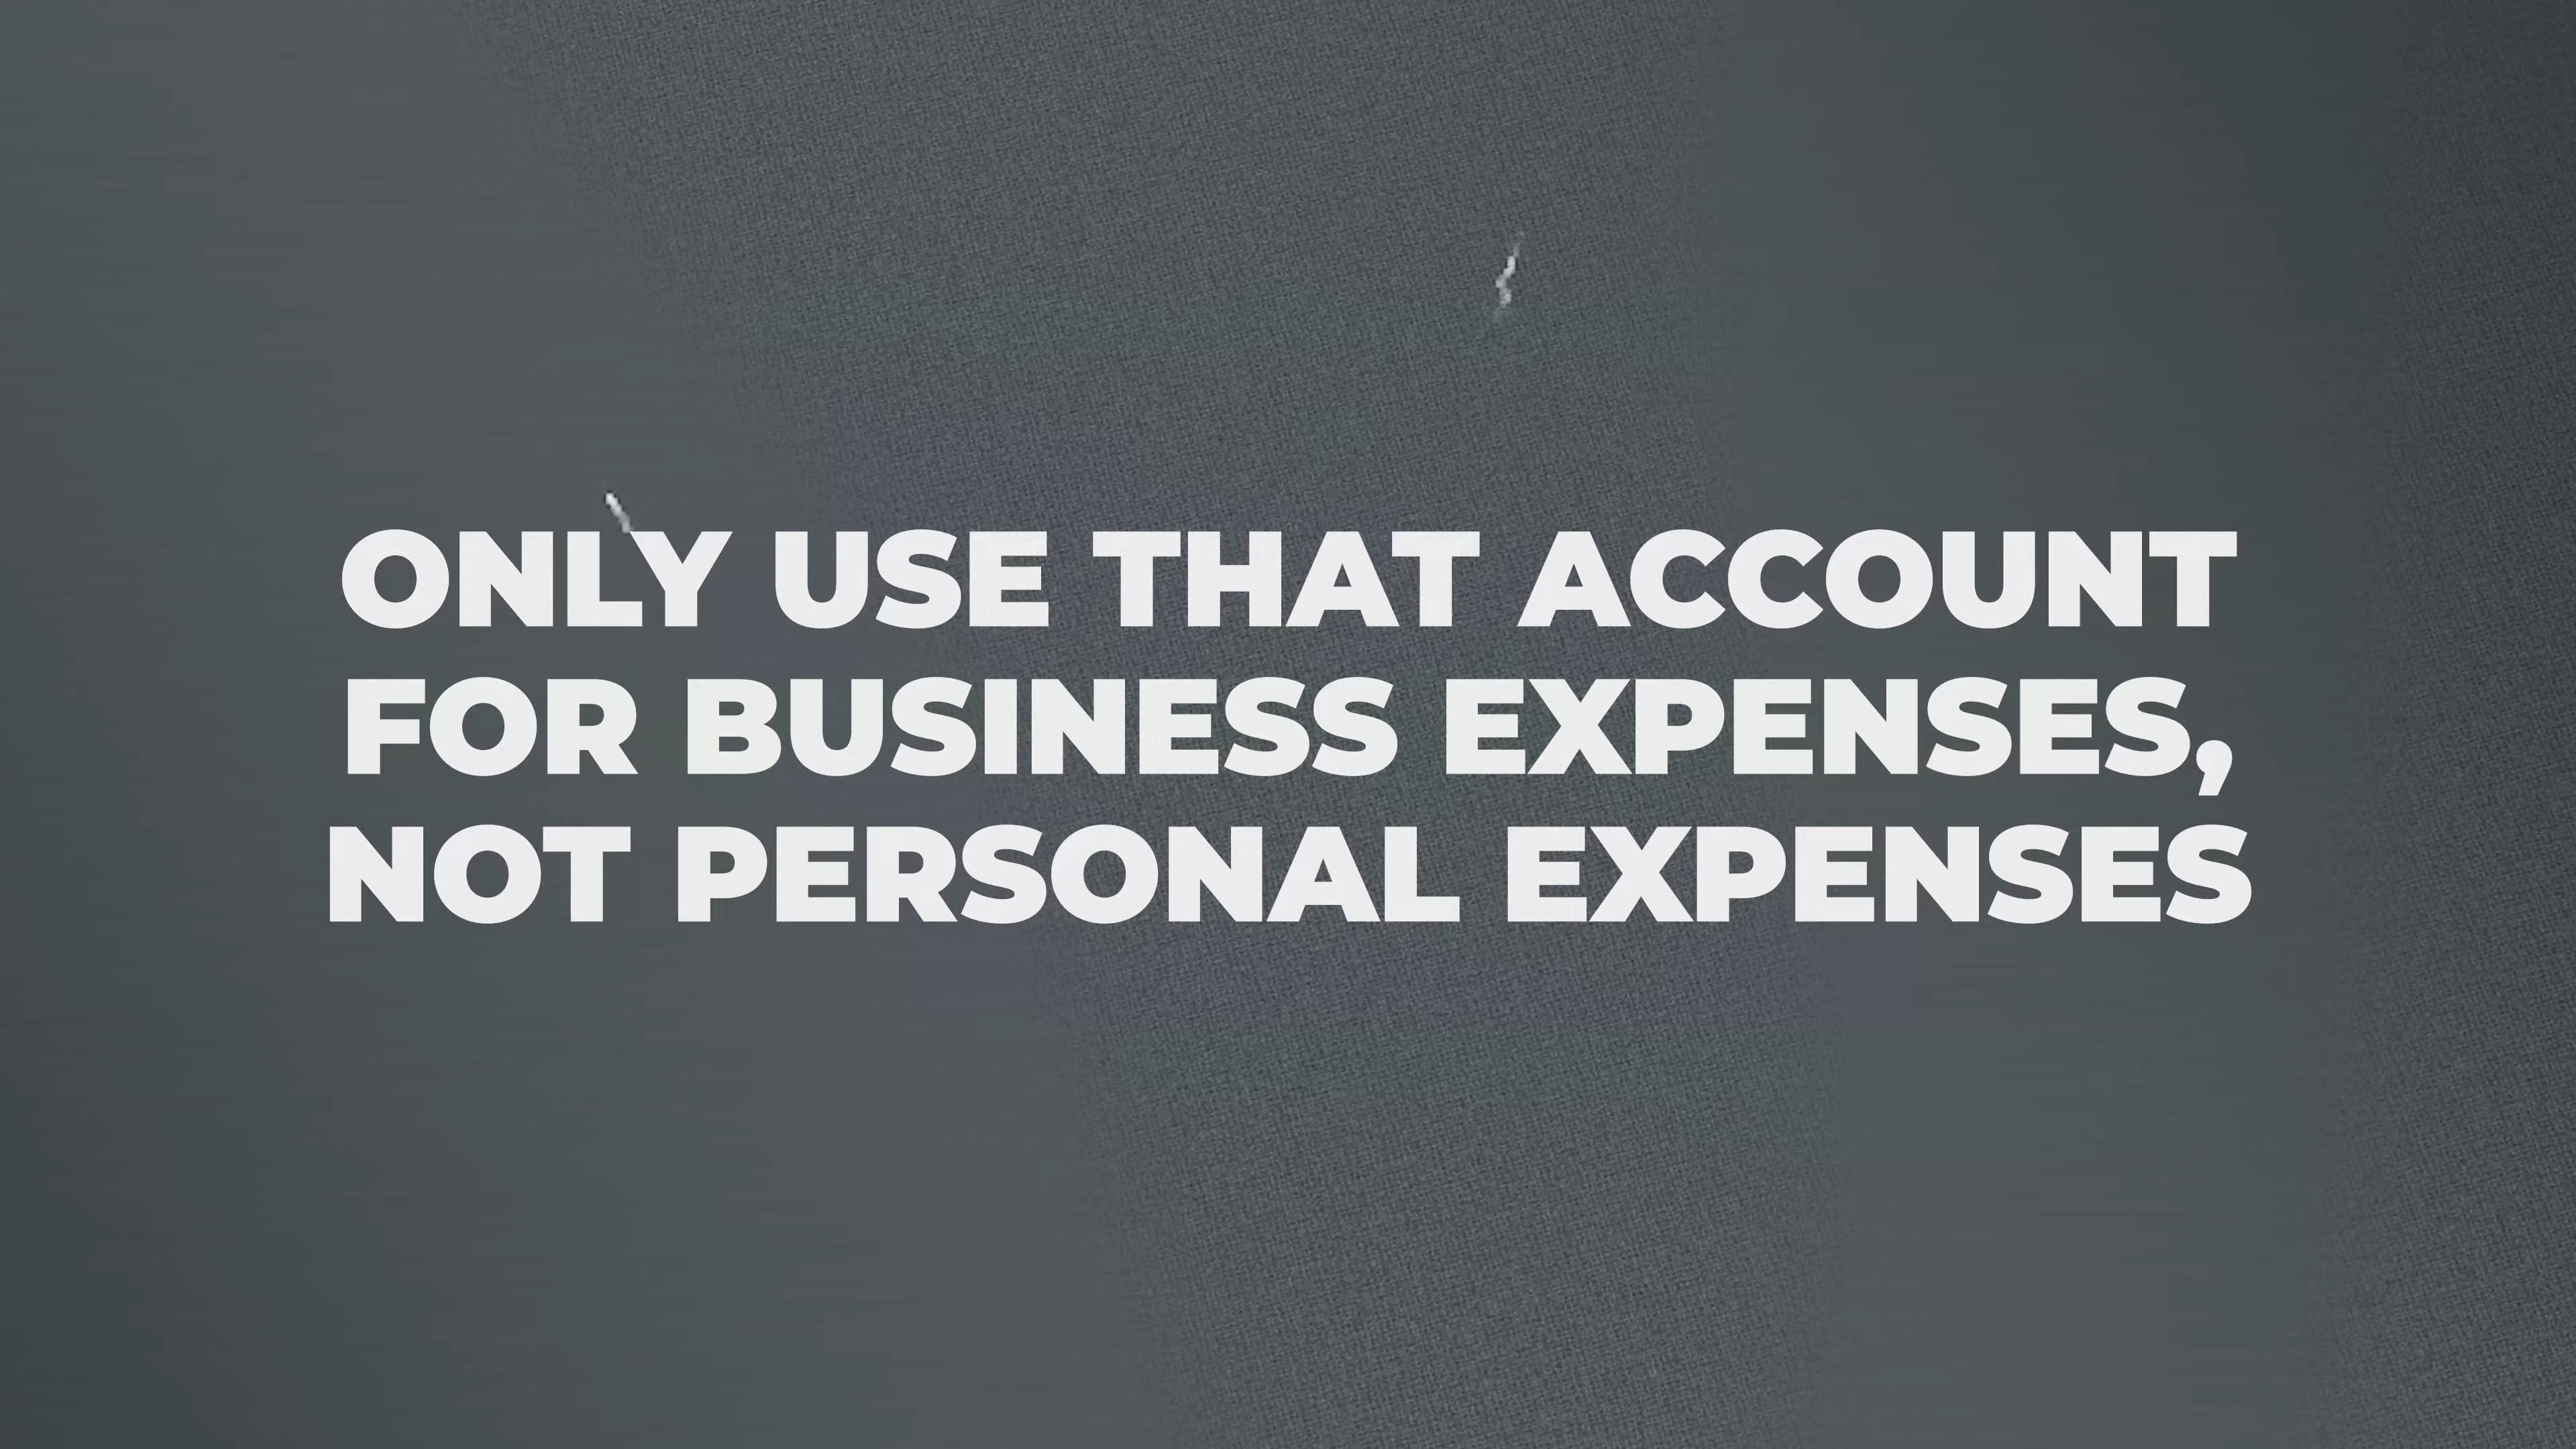 ONLY USE THAT ACCOUNT
FOR BUSINESS EXPENSES,
NOT PERSONAL EXPENSES